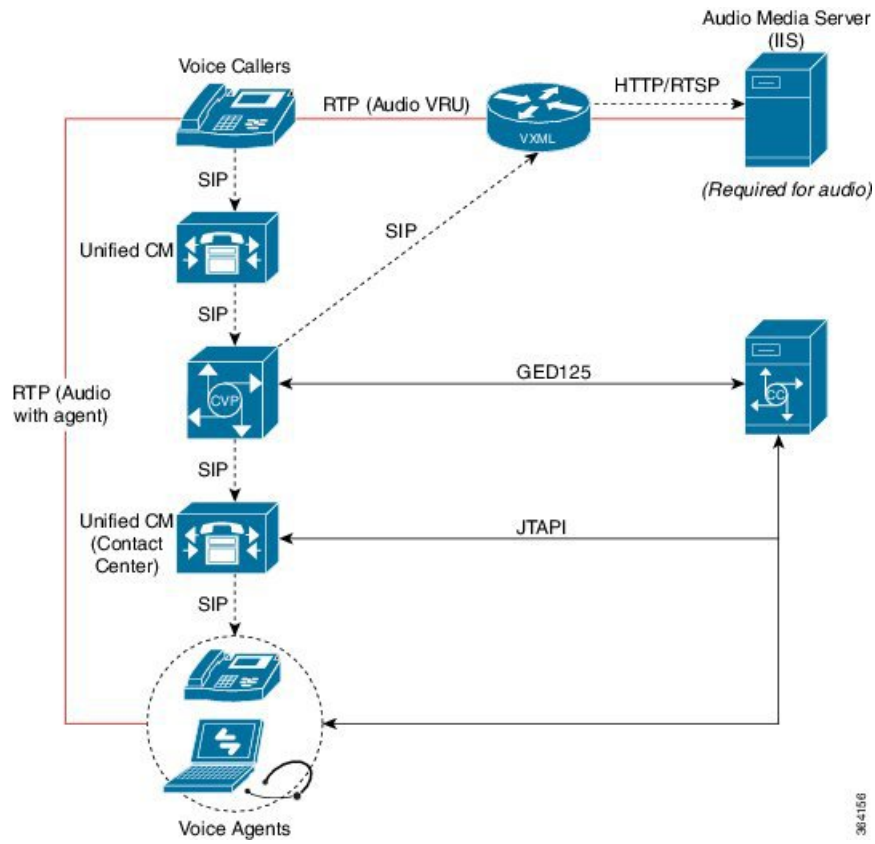 Audio Media Server
(IIS)
Voice Callers
HTTP/RTSP
RTP (Audio VRU)
VXML
(Required for audio)
SIP
SIP
Unified CM
SIP
GED125
CVP
CC
RTP (Audio
with agent)
SIP
Unified CM
(Contact
Center)
JTAPI
SIP
Voice Agents
364156